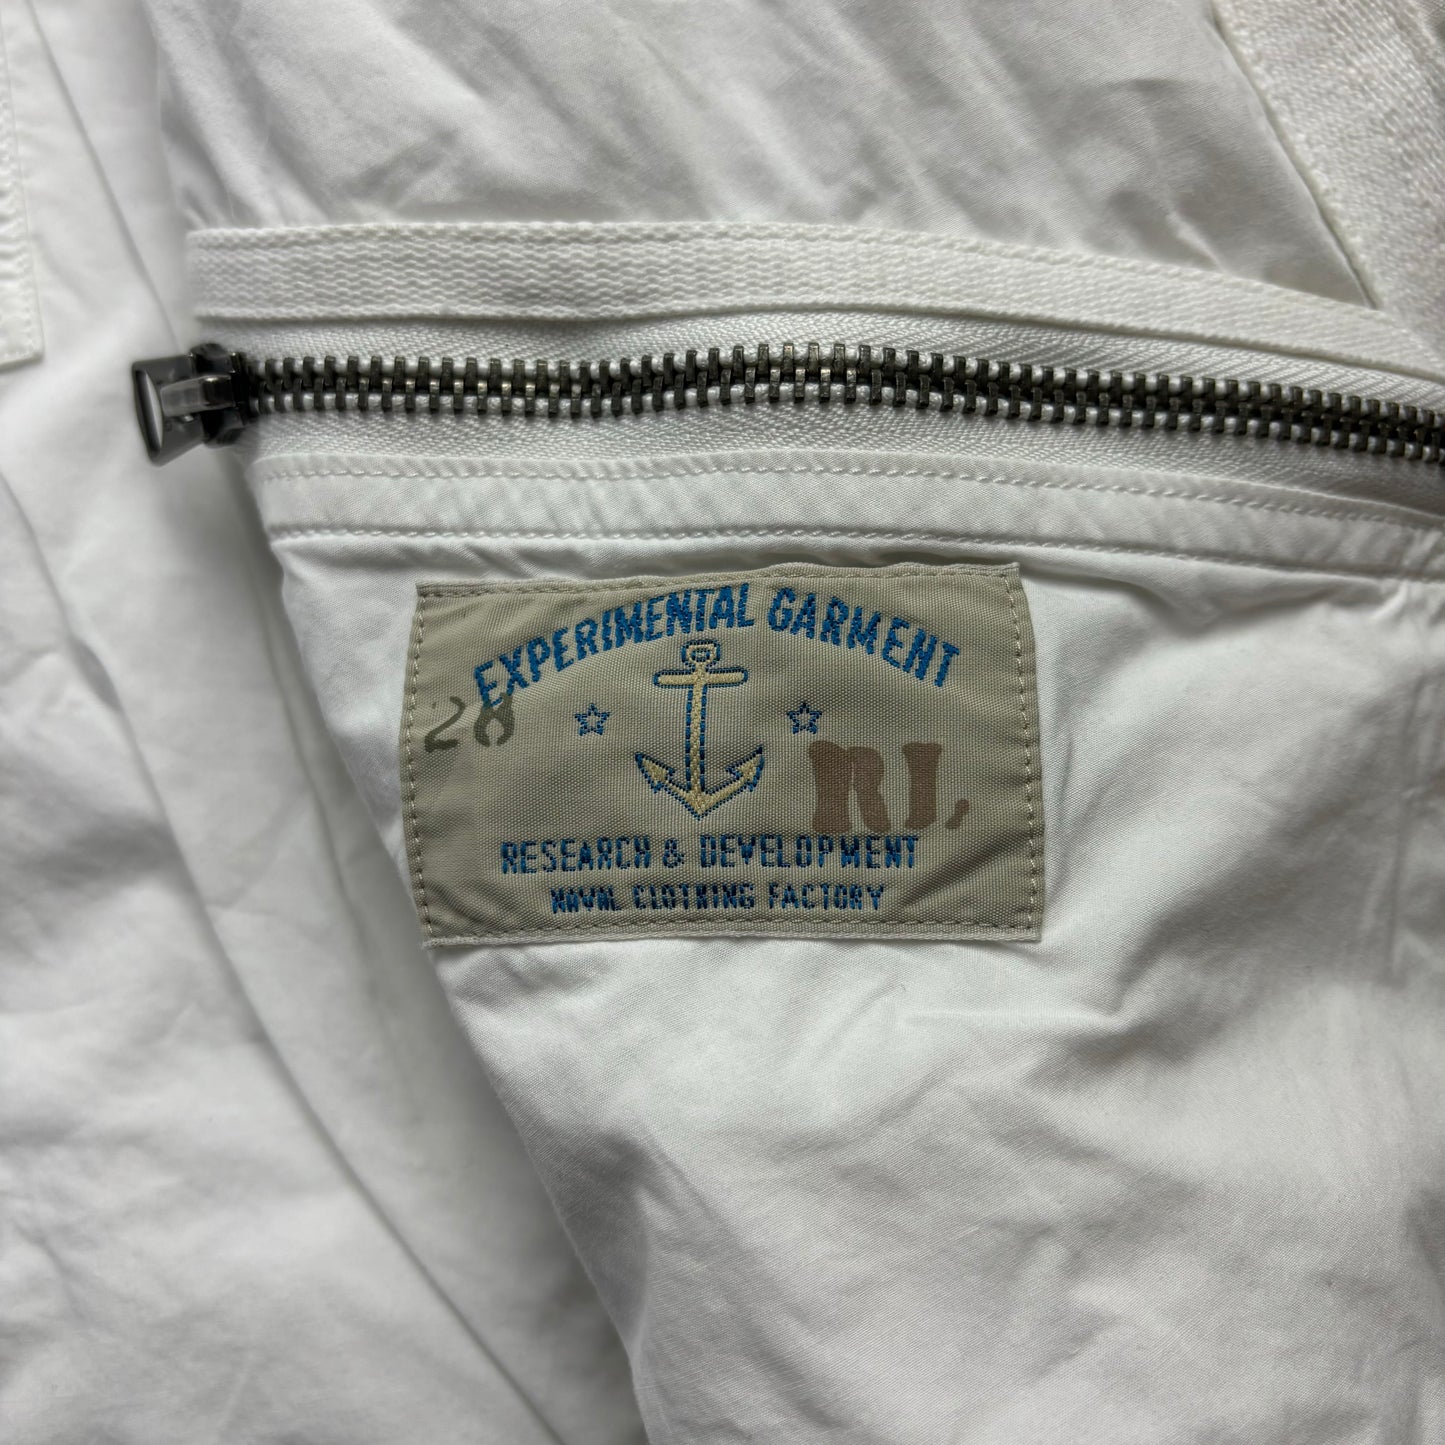 EXPERIMENTAL GARMENT
28
RL
RESEARCH & DEVELOPMENT
NAVAL CLOTHING FACTORY